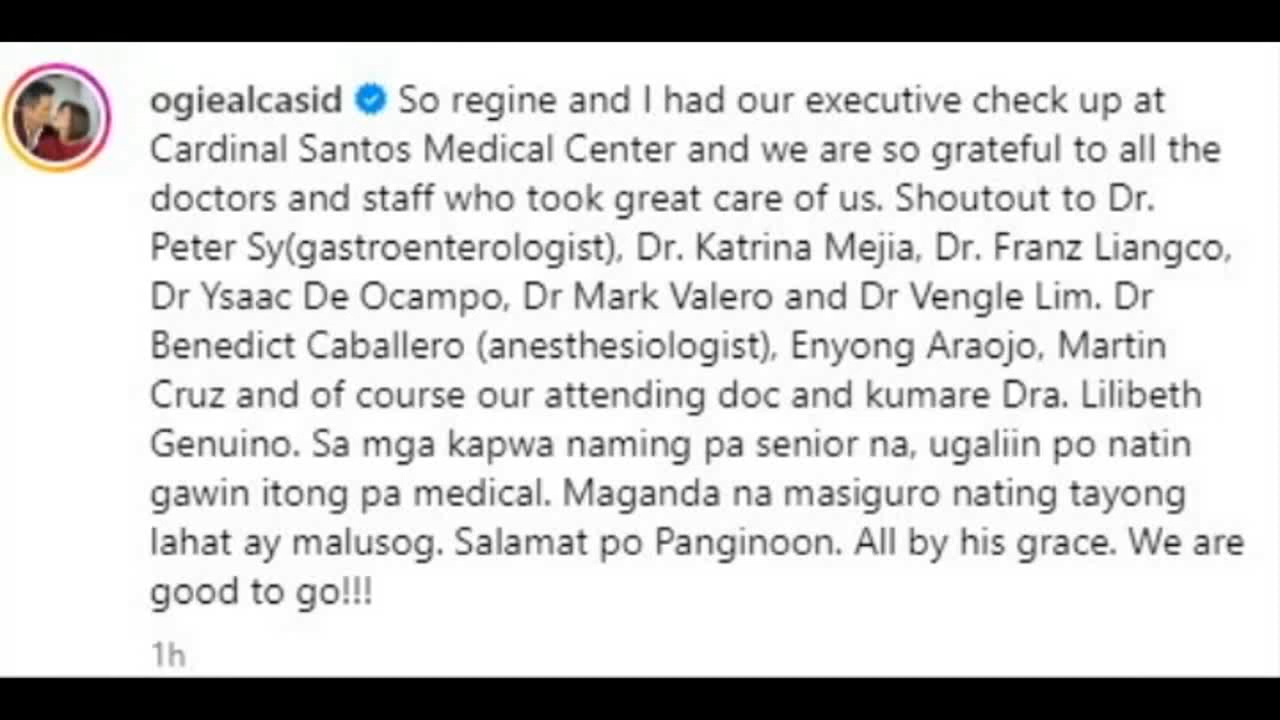 ogiealcasid So regine and I had our executive check up at
Cardinal Santos Medical Center and we are so grateful to all the
doctors and staff who took great care of us. Shoutout to Dr.
Peter Sy(gastroenterologist), Dr. Katrina Mejia, Dr. Franz Liangco,
Dr Ysaac De Ocampo, Dr Mark Valero and Dr Vengle Lim. Dr
Benedict Caballero (anesthesiologist), Enyong Araojo, Martin
Cruz and of course our attending doc and kumare Dra. Lilibeth
Genuino. Sa mga kapwa naming pa senior na, ugaliin po natin
gawin itong pa medical. Maganda na masiguro nating tayong
lahat ay malusog. Salamat po Panginoon. All by his grace. We are
good to go!!!
1h